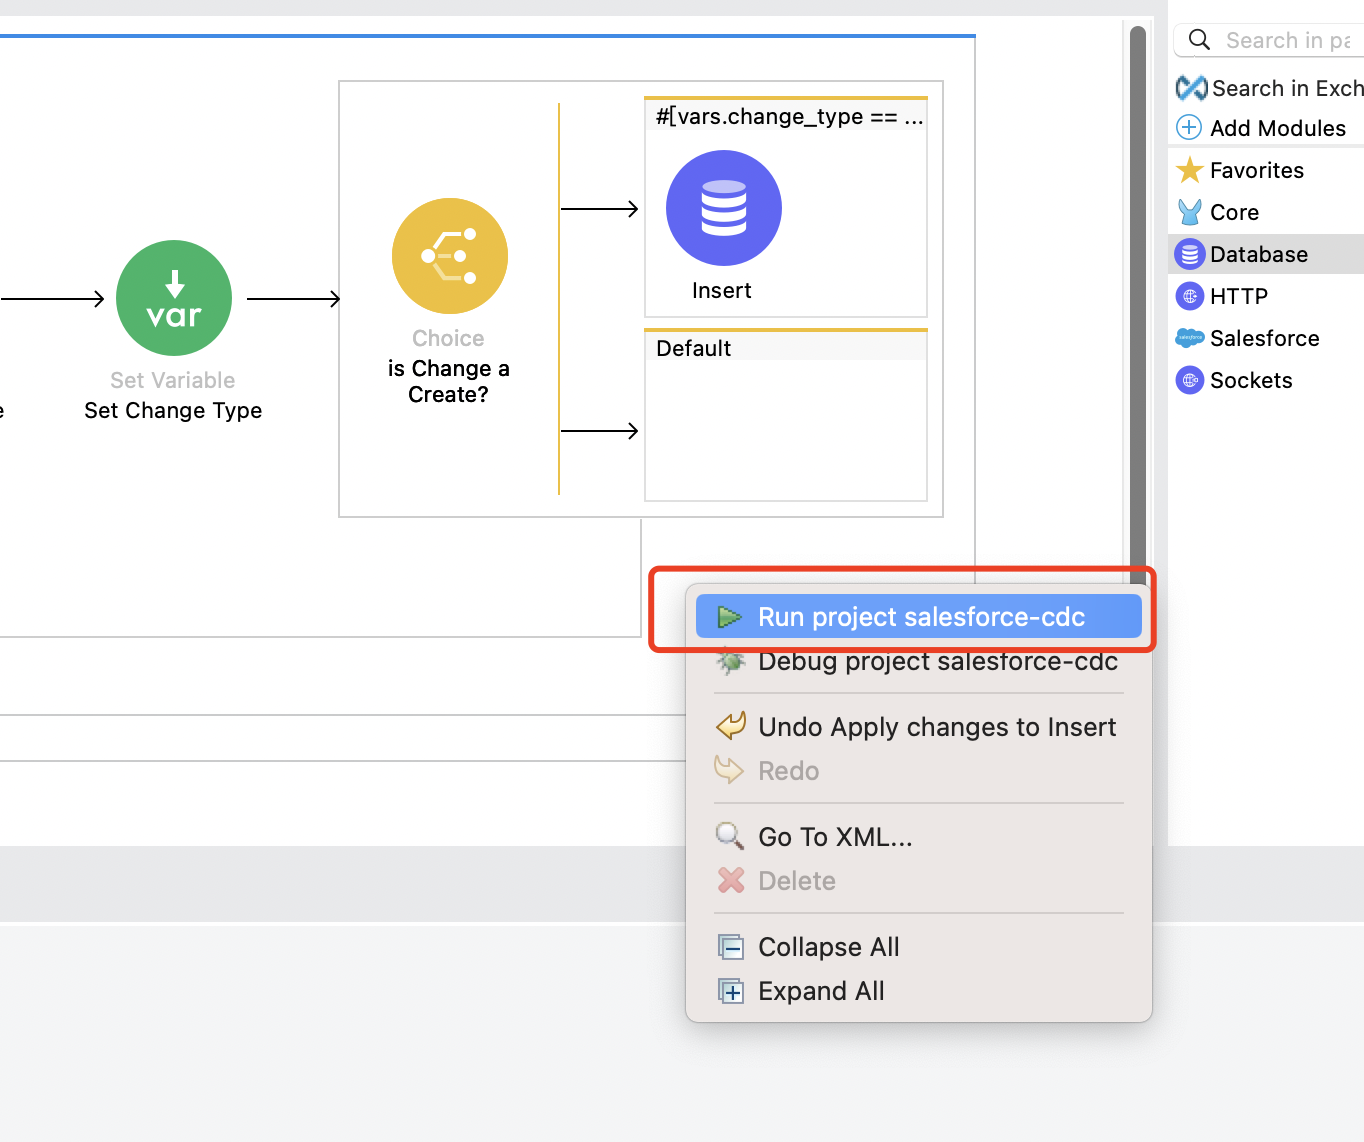 #[vars.change_type == ...
Insert
Default
var
Set Variable
Set Change Type
Choice
is Change a
Create?
e
Run project salesforce-cdc
Debug project salesforce-cdc
Undo Apply changes to Insert
Redo
Go To XML...
Delete
Collapse All
Expand All
Search in pa
Search in Exch
Add Modules
Favorites
Core
Database
HTTP
salesforce
Salesforce
Sockets